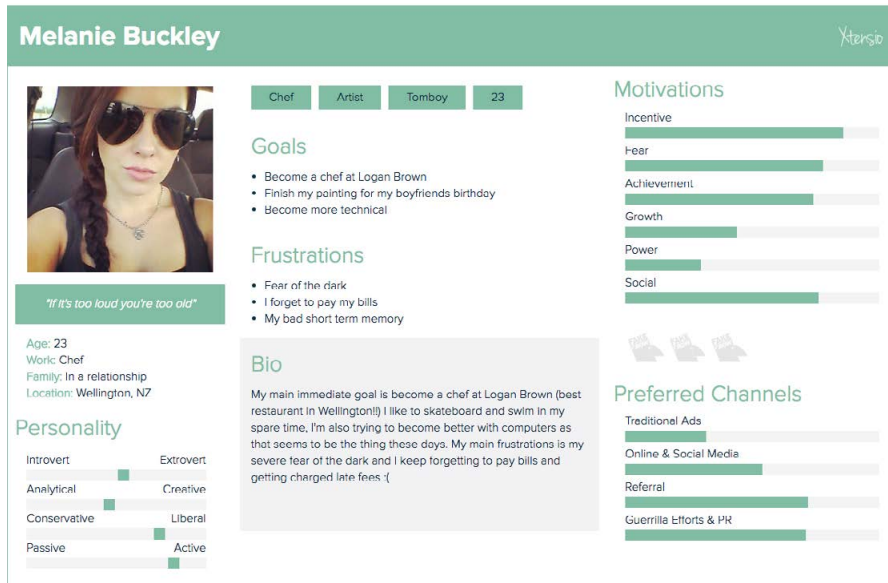 Melanie Buckley
Xtensio
"If it's too loud you're too old"
Age: 23
Work: Chef
Family: In a relationship
Location: Wellington, NZ
Personality
Introvert Extrovert
Analytical Creative
Conservative Liberal
Passive Active
Chef Artist Tomboy 23
Goals
Become a chef at Logan Brown
Finish my painting for my boyfriends birthday
Become more technical
Frustrations
Fear of the dark
I forget to pay my bills
My bad short term memory
Bio
My main immediate goal is become a chef at Logan Brown (best
restaurant in Wellington!!) I like to skateboard and swim in my
spare time, I'm also trying to become better with computers as
that seems to be the thing these days. My main frustrations is my
severe fear of the dark and I keep forgetting to pay bills and
getting charged late fees :(
Motivations
Incentive
Fear
Achievement
Growth
Power
Social
Preferred Channels
Traditional Ads
Online & Social Media
Referral
Guerrilla Efforts & PR